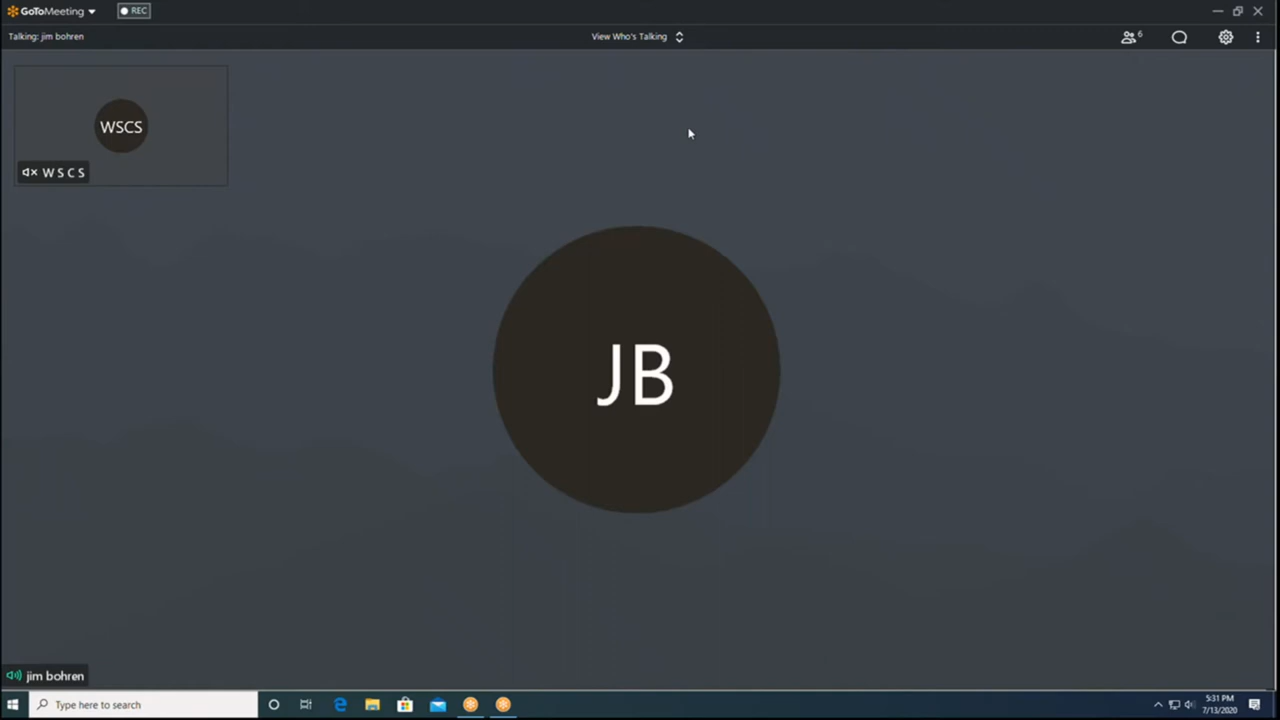 GoToMeeting
REC
Talking: jim bohren
View Who's Talking
6
WSCS
W S C S
JB
jim bohren
Type here to search
5:31 PM
7/13/2020